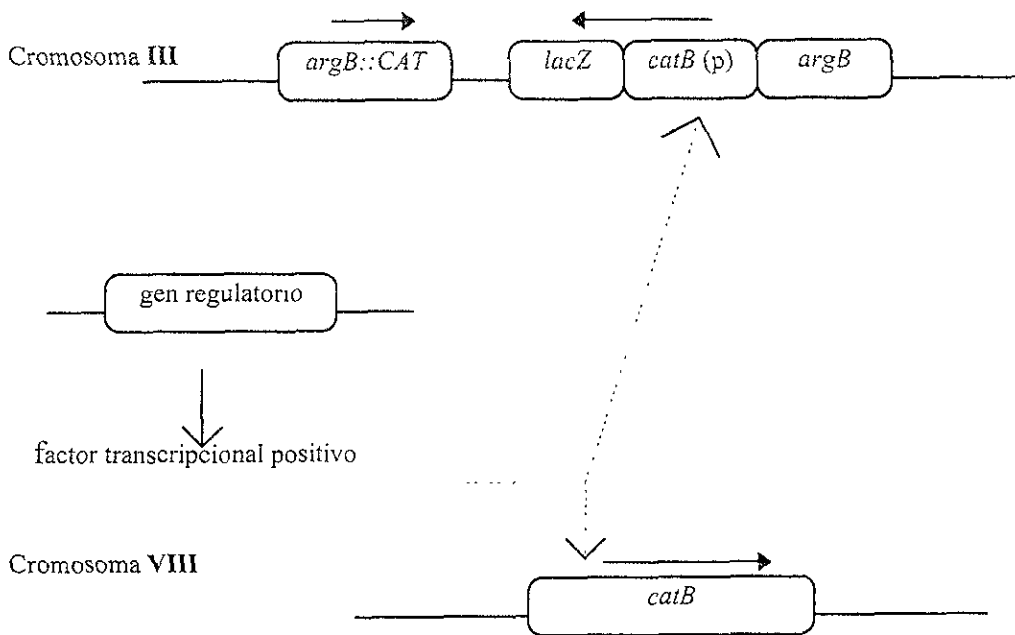 Cromosoma III
argB::CAT
lacZ
catB (p)
argB
gen regulatorio
factor transcripcional positivo
Cromosoma VIII
catB